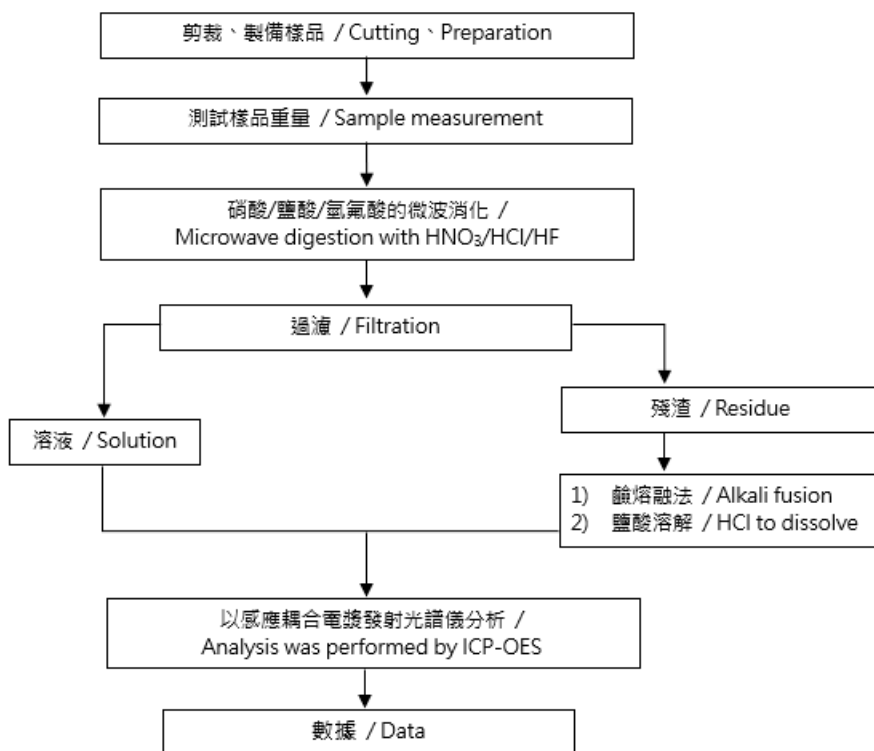 剪裁、製備樣品 / Cutting、Preparation
測試樣品重量 / Sample measurement
硝酸/鹽酸/氫氟酸的微波消化 /
Microwave digestion with HNO₃/HCl/HF
過濾 / Filtration
殘渣 / Residue
溶液 / Solution
1) 鹼熔融法 / Alkali fusion
2) 鹽酸溶解 / HCl to dissolve
以感應耦合電漿發射光譜儀分析 /
Analysis was performed by ICP-OES
數據 / Data